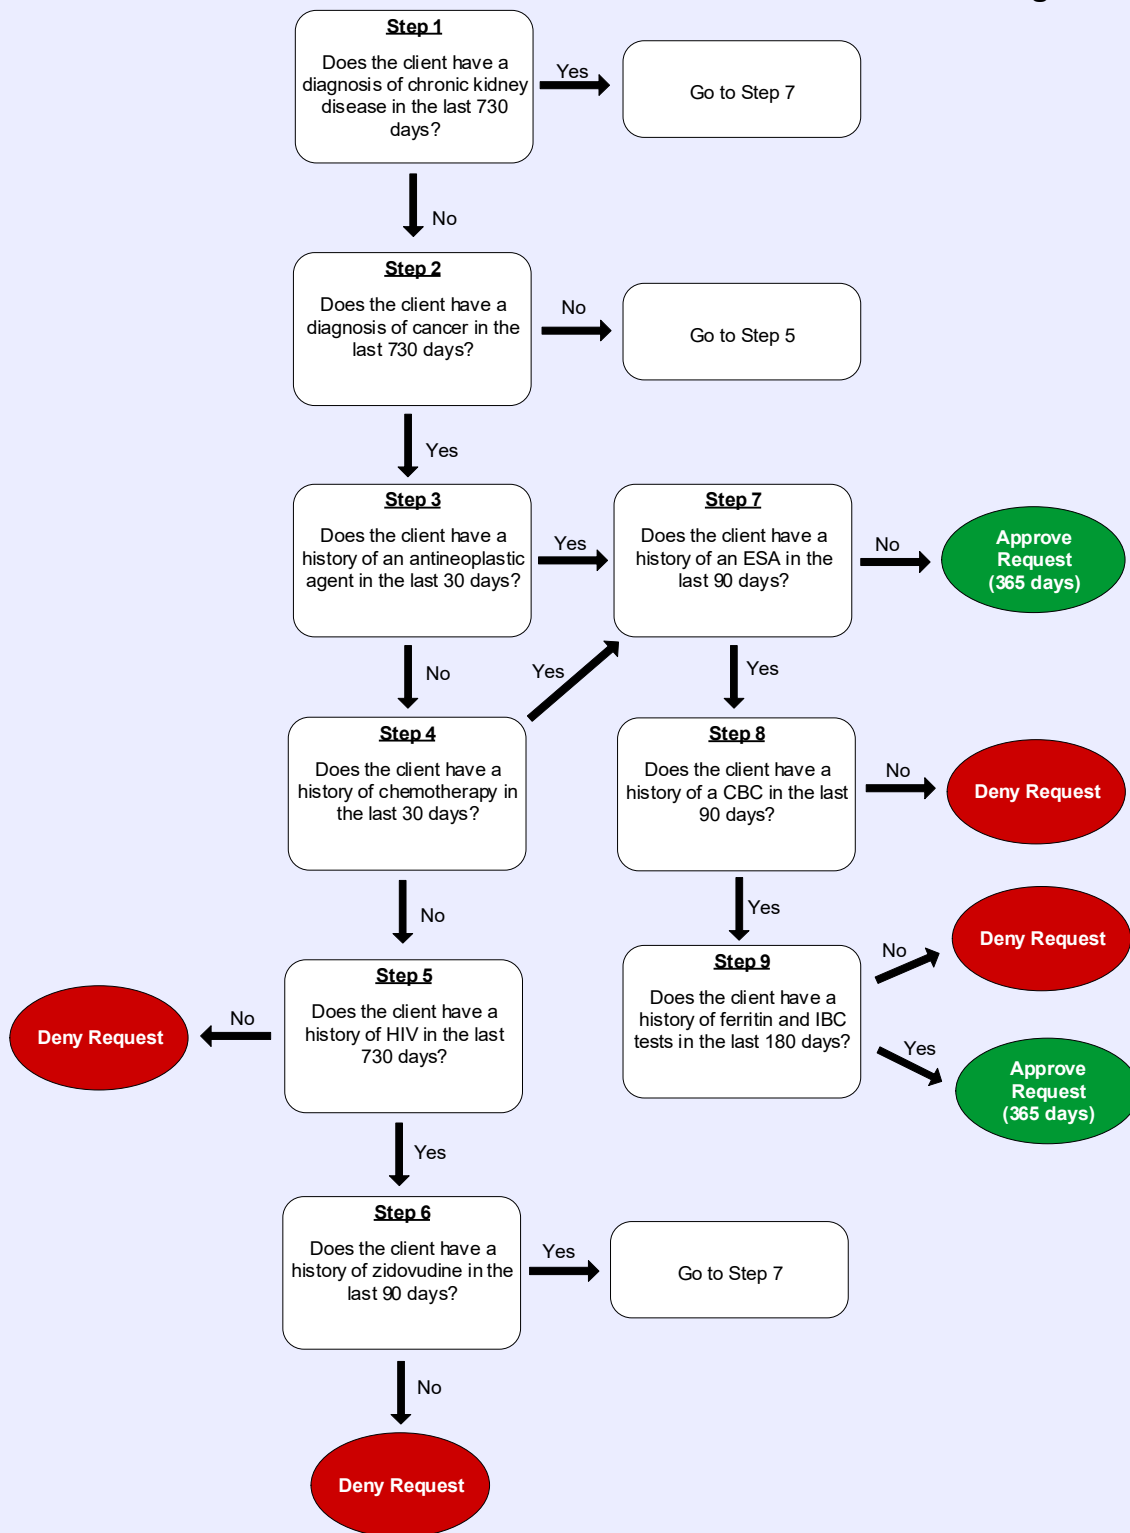 Step 1
Does the client have a
diagnosis of chronic kidney
disease in the last 730
days?
Yes
Go to Step 7
No
Step 2
Does the client have a
diagnosis of cancer in the
last 730 days?
No
Go to Step 5
Yes
Step 3
Does the client have a
history of an antineoplastic
agent in the last 30 days?
Yes
Step 7
Does the client have a
history of an ESA in the
last 90 days?
No
Approve
Request
(365 days)
No
Yes
Yes
Step 4
Does the client have a
history of chemotherapy in
the last 30 days?
Step 8
Does the client have a
history of a CBC in the last
90 days?
No
Deny Request
No
Yes
Step 5
Does the client have a
history of HIV in the last
730 days?
No
Deny Request
Step 9
Does the client have a
history of ferritin and IBC
tests in the last 180 days?
No
Deny Request
Yes
Approve
Request
(365 days)
Yes
Step 6
Does the client have a
history of zidovudine in the
last 90 days?
Yes
Go to Step 7
No
Deny Request